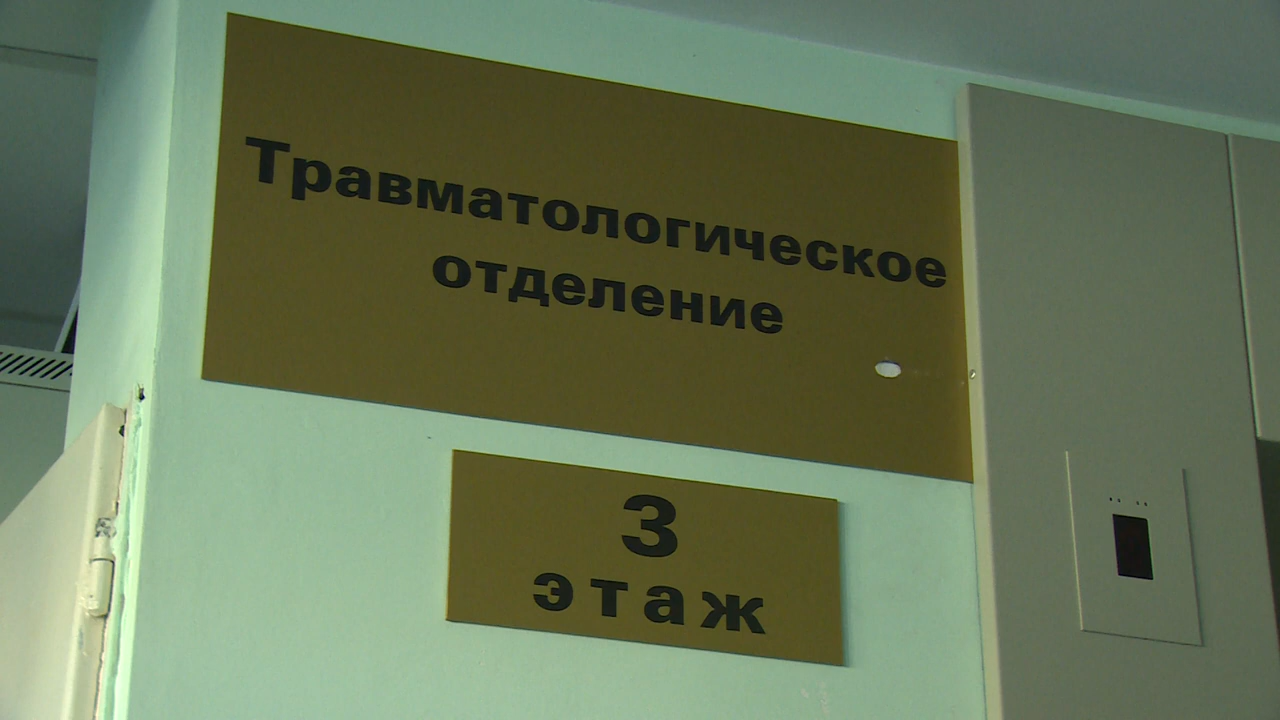 Травматологическое
отделение
3
этаж